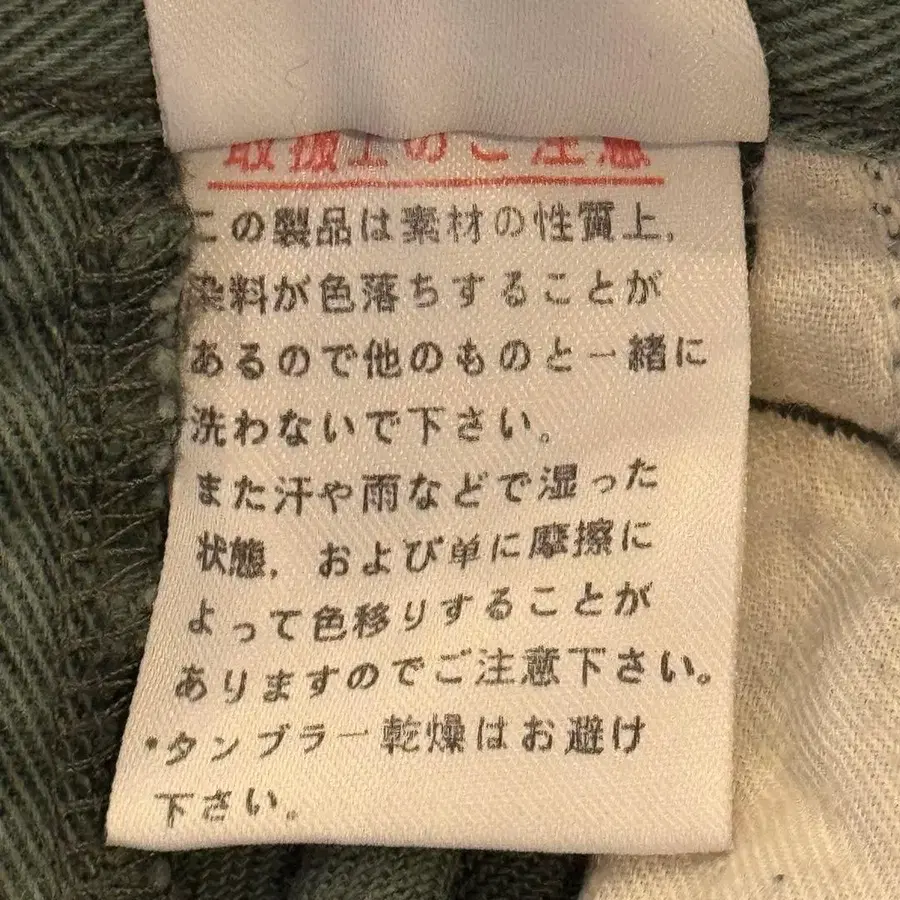 取扱上のご注意
この製品は素材の性質上,
染料が色落ちすることが
あるので他のものと一緒に
洗わないで下さい。
また汗や雨などで湿った
状態, および単に摩擦に
よって色移りすることが
ありますのでご注意下さい。
・タンブラー乾燥はお避け
下さい。